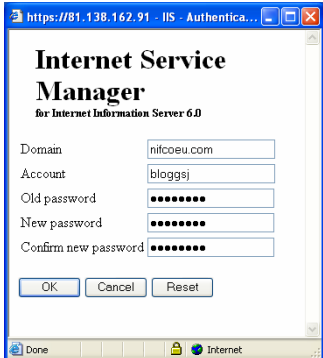 https://81.138.162.91 - IIS - Authentica...
Internet Service
Manager
for Internet Information Server 6.0
Domain nifcoeu.com
Account bloggsj
Old password ••••••••
New password ••••••••
Confirm new password ••••••••
OK Cancel Reset
Done Internet